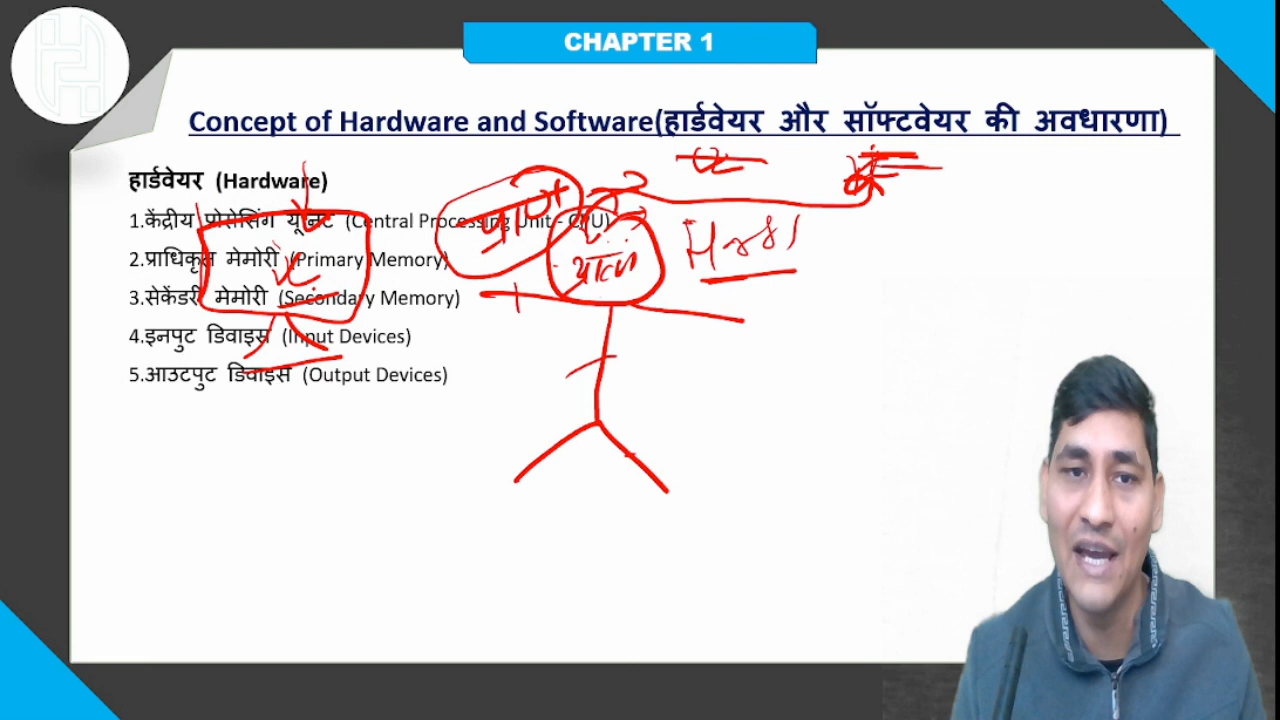 CHAPTER 1
Concept of Hardware and Software(हार्डवेयर और सॉफ्टवेयर की अवधारणा)
हार्डवेयर (Hardware)
1.केंद्रीय प्रोसेसिंग यूनिट (Central Processing Unit - CPU)
2.प्राधिकृत मेमोरी (Primary Memory)
3.सेकेंडरी मेमोरी (Secondary Memory)
4.इनपुट डिवाइस (Input Devices)
5.आउटपुट डिवाइस (Output Devices)